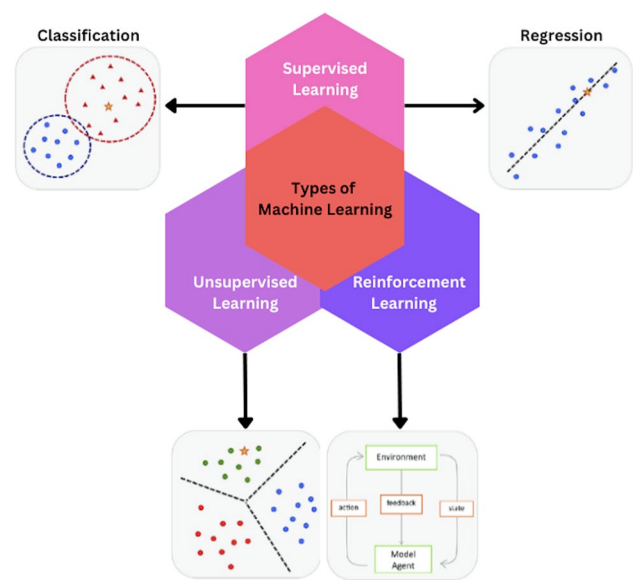 Classification
Regression
Supervised
Learning
Types of
Machine Learning
Unsupervised
Learning
Reinforcement
Learning
Environment
action
feedback
state
Model
Agent